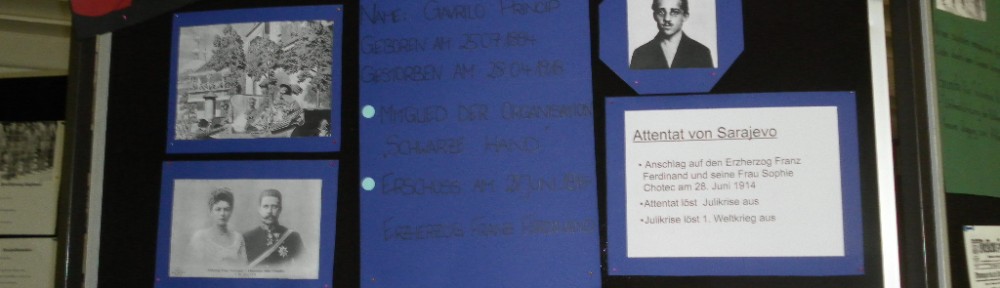 NAME: GAVRILO PRINCIP
GEBOREN AM 25.07.1894
GESTORBEN AM 28.04.1918
• MITGLIED DER ORGANISATION
„SCHWARZE HAND“
• ERSCHOSS AM 28. JUNI 1914
ERZHERZOG FRANZ FERDINAND
Attentat von Sarajevo
• Anschlag auf den Erzherzog Franz
Ferdinand und seine Frau Sophie
Chotec am 28. Juni 1914
• Attentat löst Julikrise aus
• Julikrise löst 1. Weltkrieg aus